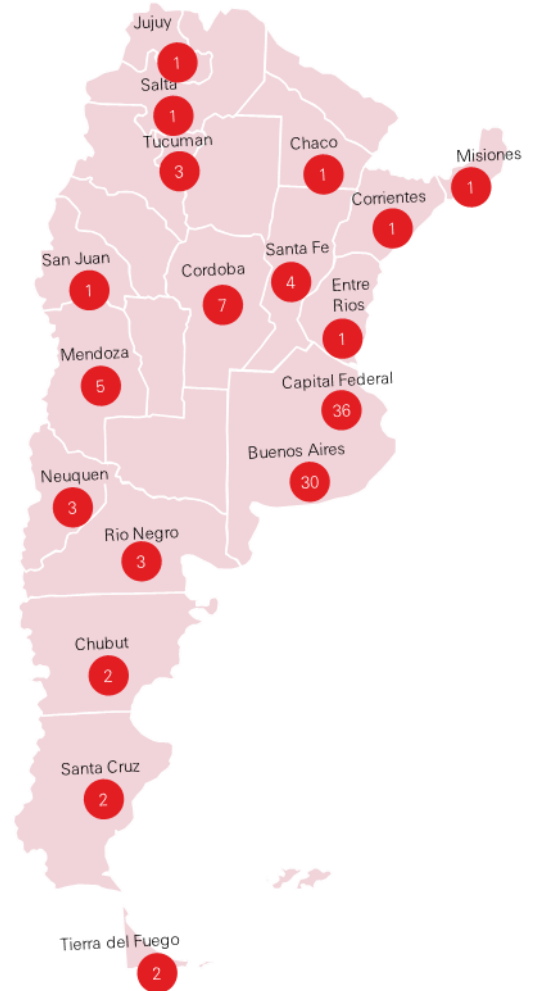 Jujuy
1
Salta
1
Tucuman
3
Chaco
1
Misiones
1
Corrientes
1
San Juan
1
Cordoba
7
Santa Fe
4
Entre
Rios
1
Mendoza
5
Capital Federal
36
Buenos Aires
30
Neuquen
3
Rio Negro
3
Chubut
2
Santa Cruz
2
Tierra del Fuego
2